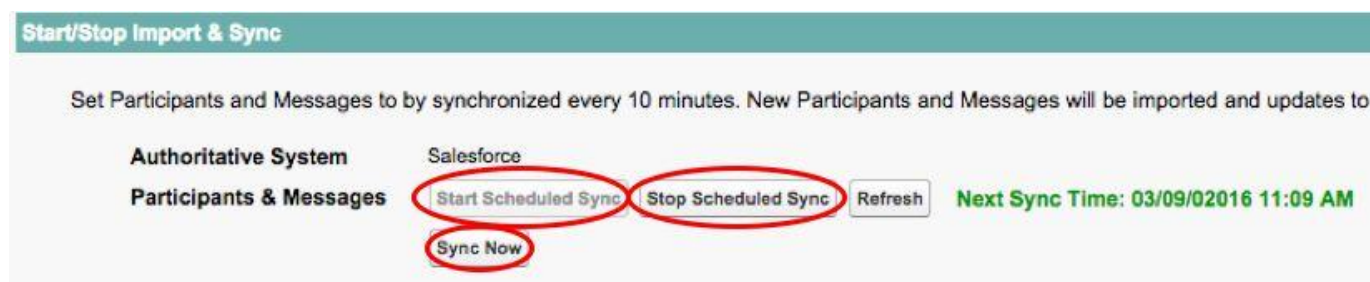 Start/Stop Import & Sync
Set Participants and Messages to by synchronized every 10 minutes. New Participants and Messages will be imported and updates to
Authoritative System Salesforce
Participants & Messages Start Scheduled Sync Stop Scheduled Sync Refresh Next Sync Time: 03/09/02016 11:09 AM
Sync Now